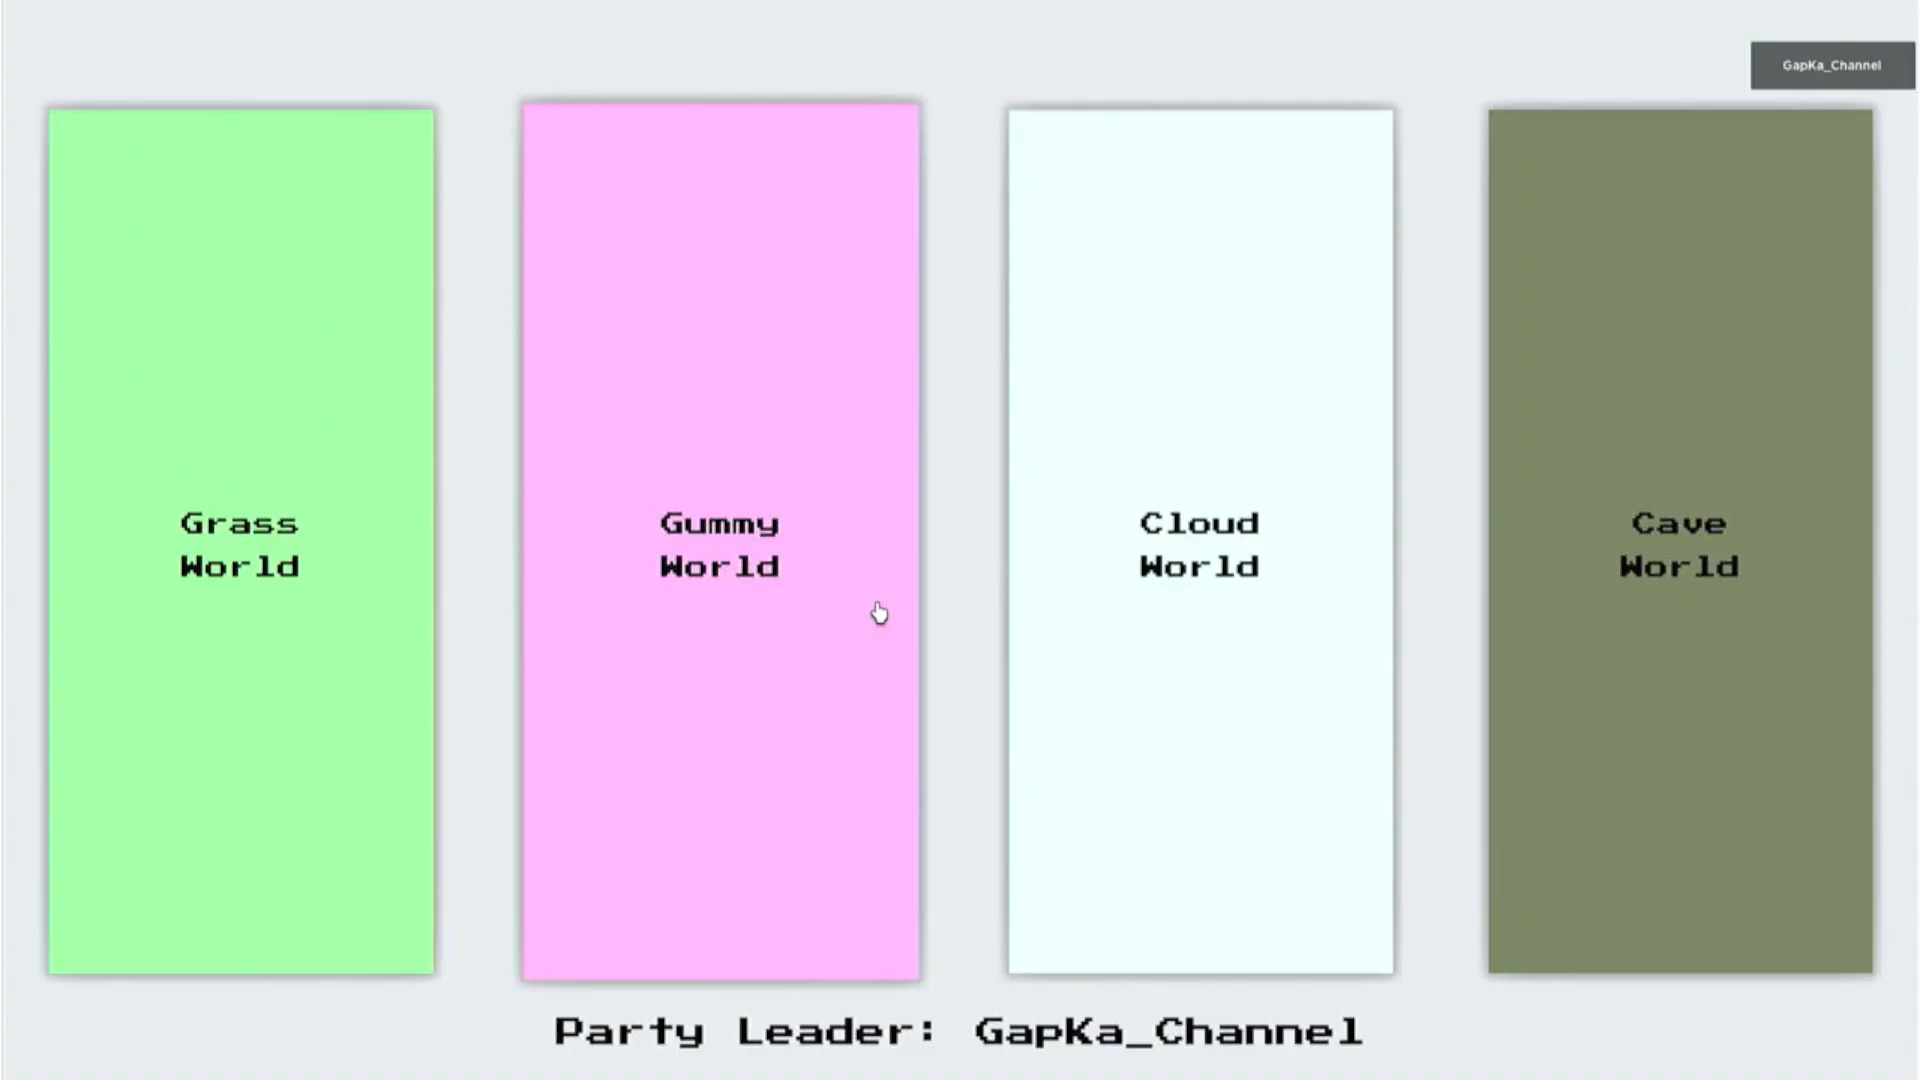 GapKa_Channel
Grass
World
Gummy
World
Cloud
World
Cave
World
Party Leader: GapKa_Channel